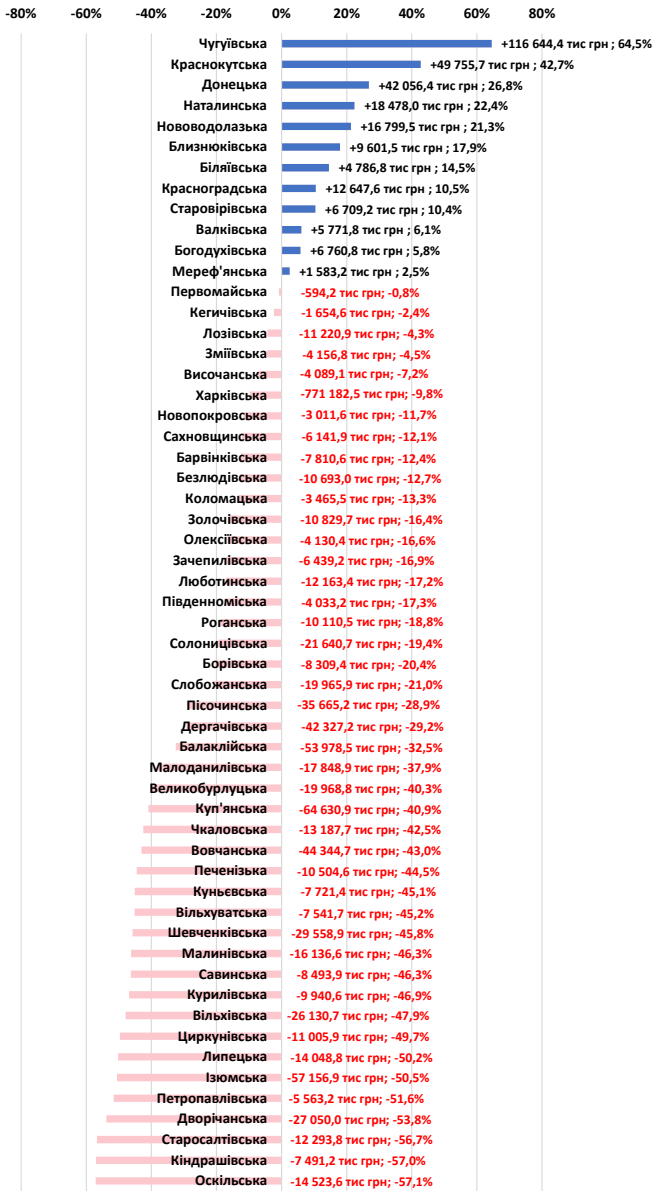 -80% -60% -40% -20% 0% 20% 40% 60% 80%
Чугуївська +116 644,4 тис грн ; 64,5%
Краснокутська +49 755,7 тис грн ; 42,7%
Донецька +42 056,4 тис грн ; 26,8%
Наталинська +18 478,0 тис грн ; 22,4%
Нововодолазька +16 799,5 тис грн ; 21,3%
Близнюківська +9 601,5 тис грн ; 17,9%
Біляївська +4 786,8 тис грн ; 14,5%
Красноградська +12 647,6 тис грн ; 10,5%
Старовірівська +6 709,2 тис грн ; 10,4%
Валківська +5 771,8 тис грн ; 6,1%
Богодухівська +6 760,8 тис грн ; 5,8%
Мереф'янська +1 583,2 тис грн ; 2,5%
Первомайська -594,2 тис грн; -0,8%
Кегичівська -1 654,6 тис грн; -2,4%
Лозівська -11 220,9 тис грн; -4,3%
Зміївська -4 156,8 тис грн; -4,5%
Височанська -4 089,1 тис грн; -7,2%
Харківська -771 182,5 тис грн; -9,8%
Новопокровська -3 011,6 тис грн; -11,7%
Сахновщинська -6 141,9 тис грн; -12,1%
Барвінківська -7 810,6 тис грн; -12,4%
Безлюдівська -10 693,0 тис грн; -12,7%
Коломацька -3 465,5 тис грн; -13,3%
Золочівська -10 829,7 тис грн; -16,4%
Олексіївська -4 130,4 тис грн; -16,6%
Зачепилівська -6 439,2 тис грн; -16,9%
Люботинська -12 163,4 тис грн; -17,2%
Південноміська -4 033,2 тис грн; -17,3%
Роганська -10 110,5 тис грн; -18,8%
Солоницівська -21 640,7 тис грн; -19,4%
Борівська -8 309,4 тис грн; -20,4%
Слобожанська -19 965,9 тис грн; -21,0%
Пісочинська -35 665,2 тис грн; -28,9%
Дергачівська -42 327,2 тис грн; -29,2%
Балаклійська -53 978,5 тис грн; -32,5%
Малоданилівська -17 848,9 тис грн; -37,9%
Великобурлуцька -19 968,8 тис грн; -40,3%
Куп'янська -64 630,9 тис грн; -40,9%
Чкаловська -13 187,7 тис грн; -42,5%
Вовчанська -44 344,7 тис грн; -43,0%
Печенізька -10 504,6 тис грн; -44,5%
Куньєвська -7 721,4 тис грн; -45,1%
Вільхуватська -7 541,7 тис грн; -45,2%
Шевченківська -29 558,9 тис грн; -45,8%
Малинівська -16 136,6 тис грн; -46,3%
Савинська -8 493,9 тис грн; -46,3%
Курилівська -9 940,6 тис грн; -46,9%
Вільхівська -26 130,7 тис грн; -47,9%
Циркунівська -11 005,9 тис грн; -49,7%
Липецька -14 048,8 тис грн; -50,2%
Ізюмська -57 156,9 тис грн; -50,5%
Петропавлівська -5 563,2 тис грн; -51,6%
Дворічанська -27 050,0 тис грн; -53,8%
Старосалтівська -12 293,8 тис грн; -56,7%
Кіндрашівська -7 491,2 тис грн; -57,0%
Оскільська -14 523,6 тис грн; -57,1%